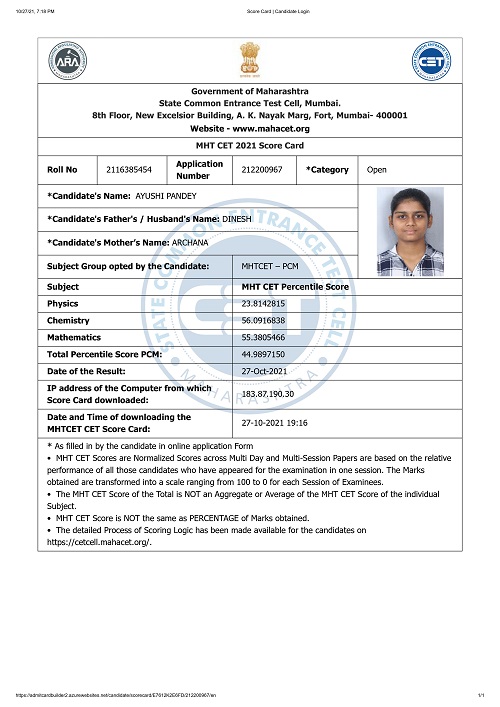 10/27/21, 7:18 PM
Score Card | Candidate Login
ARA
CET
Government of Maharashtra
State Common Entrance Test Cell, Mumbai.
8th Floor, New Excelsior Building, A. K. Nayak Marg, Fort, Mumbai- 400001
Website - www.mahacet.org
MHT CET 2021 Score Card
Roll No 2116385454 Application Number 212200967 *Category Open
*Candidate's Name: AYUSHI PANDEY
*Candidate's Father's / Husband's Name: DINESH
*Candidate's Mother's Name: ARCHANA
Subject Group opted by the Candidate: MHTCET – PCM
Subject MHT CET Percentile Score
Physics 23.8142815
Chemistry 56.0916838
Mathematics 55.3805466
Total Percentile Score PCM: 44.9897150
Date of the Result: 27-Oct-2021
IP address of the Computer from which
Score Card downloaded: 183.87.190.30
Date and Time of downloading the
MHTCET CET Score Card: 27-10-2021 19:16
* As filled in by the candidate in online application Form
• MHT CET Scores are Normalized Scores across Multi Day and Multi-Session Papers are based on the relative
performance of all those candidates who have appeared for the examination in one session. The Marks
obtained are transformed into a scale ranging from 100 to 0 for each Session of Examinees.
• The MHT CET Score of the Total is NOT an Aggregate or Average of the MHT CET Score of the individual
Subject.
• MHT CET Score is NOT the same as PERCENTAGE of Marks obtained.
• The detailed Process of Scoring Logic has been made available for the candidates on
https://cetcell.mahacet.org/.
STATE COMMON ENTRANCE TEST CELL
MAHARASHTRA
https://admitcardbuilder2.azurewebsites.net/candidate/scorecard/E7612K2E6FD/212200967/en
1/1